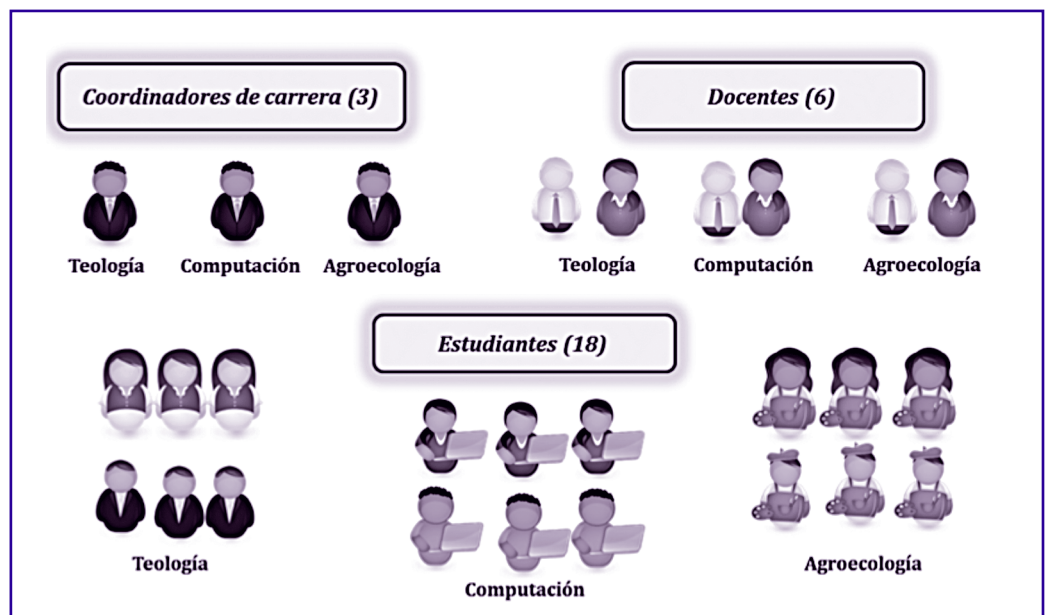 Coordinadores de carrera (3)
Docentes (6)
Teología
Computación
Agroecología
Teología
Computación
Agroecología
Estudiantes (18)
Teología
Computación
Agroecología